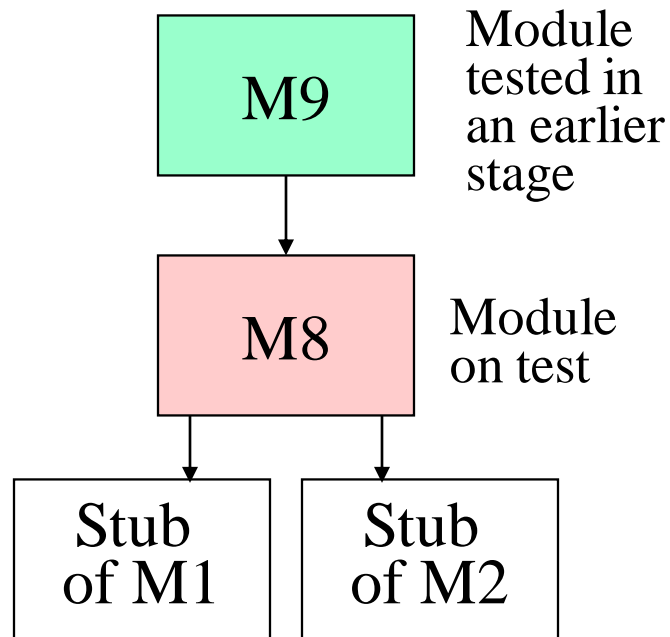 M9
Module
tested in
an earlier
stage
M8
Module
on test
Stub
of M1
Stub
of M2